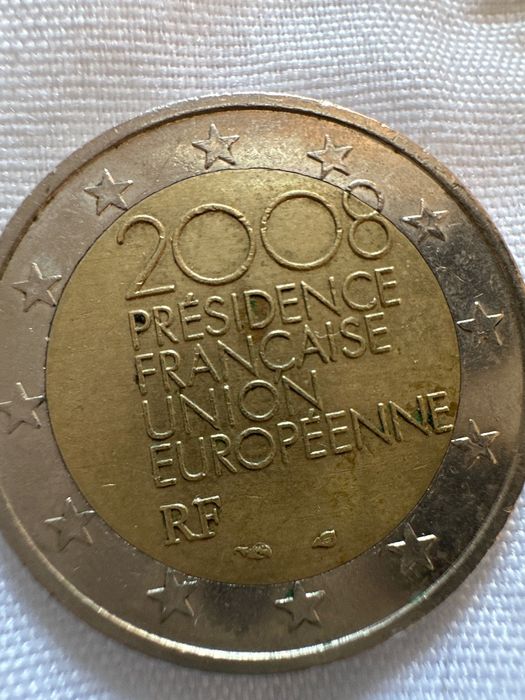 2008
PRÉSIDENCE
FRANÇAISE
UNION
EUROPÉENNE
RF